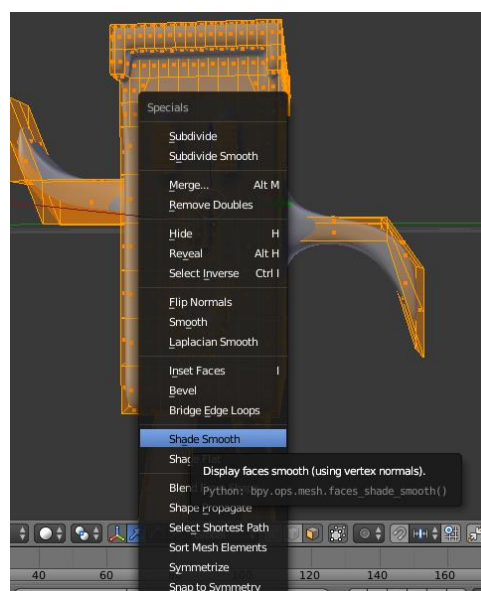 Specials
Subdivide
Subdivide Smooth
Merge... Alt M
Remove Doubles
Hide H
Reveal Alt H
Select Inverse Ctrl I
Flip Normals
Smooth
Laplacian Smooth
Inset Faces I
Bevel
Bridge Edge Loops
Shade Smooth
Display faces smooth (using vertex normals).
Python: bpy.ops.mesh.faces_shade_smooth()
Shape Propagate
Select Shortest Path
Sort Mesh Elements
Symmetrize
40 60 120 140 160
Snap to Symmetry